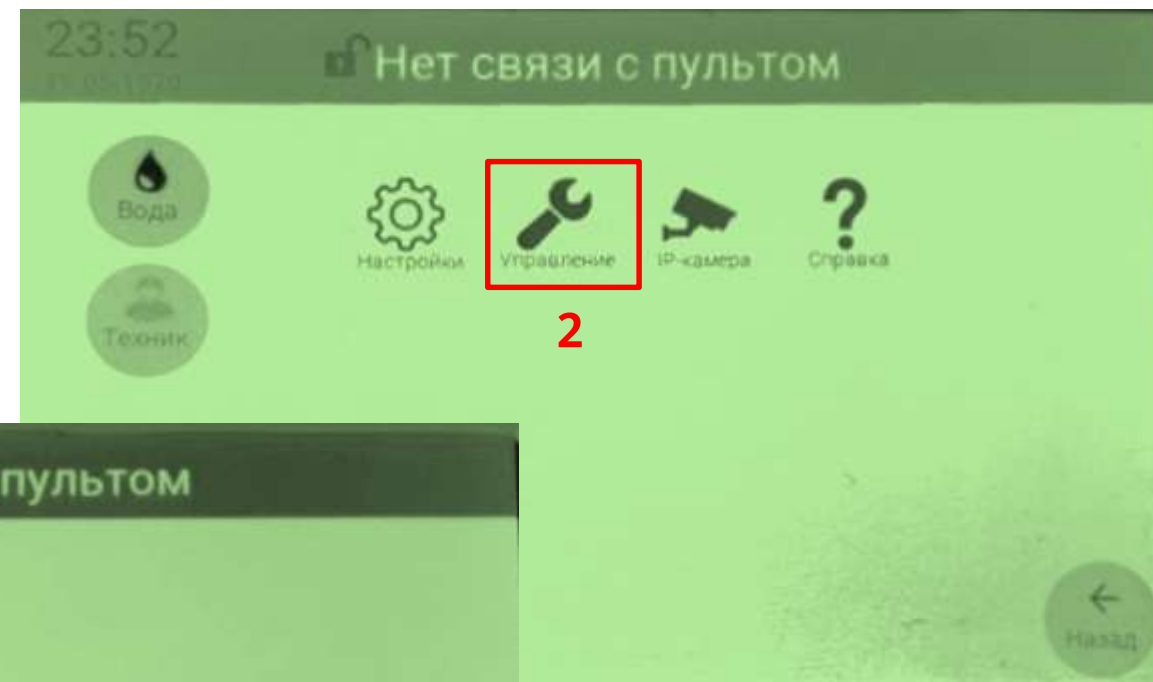 23:52
Нет связи с пультом
Вода
Настройки
Управление
IP-камера
Справка
2
Техник
пультом
Назад